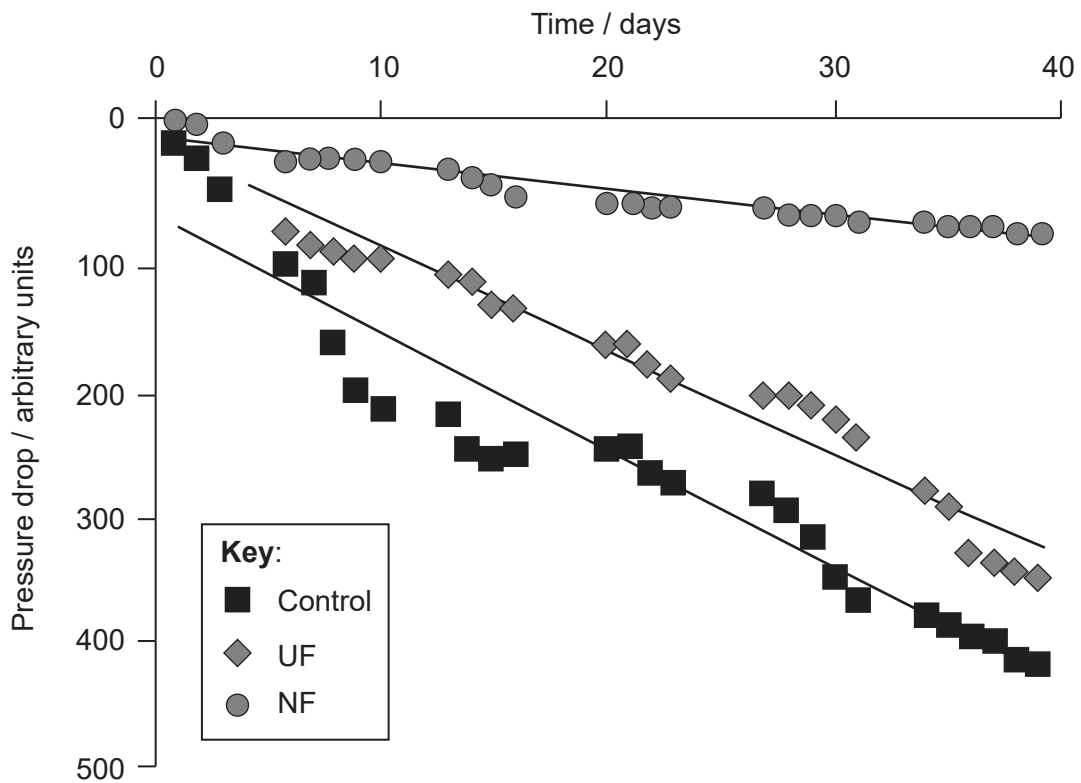 Time / days
0 10 20 30 40
0
100
200
300
400
500
Pressure drop / arbitrary units
Key:
Control
UF
NF